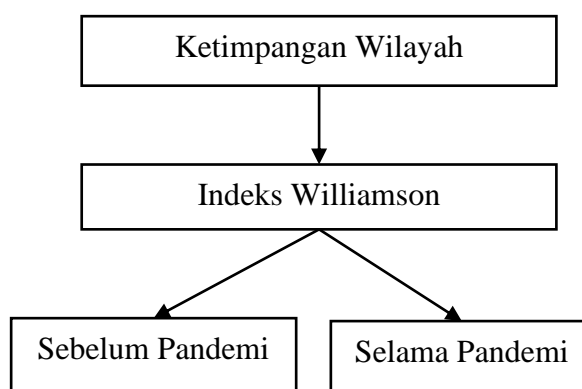 Ketimpangan Wilayah
Indeks Williamson
Sebelum Pandemi
Selama Pandemi